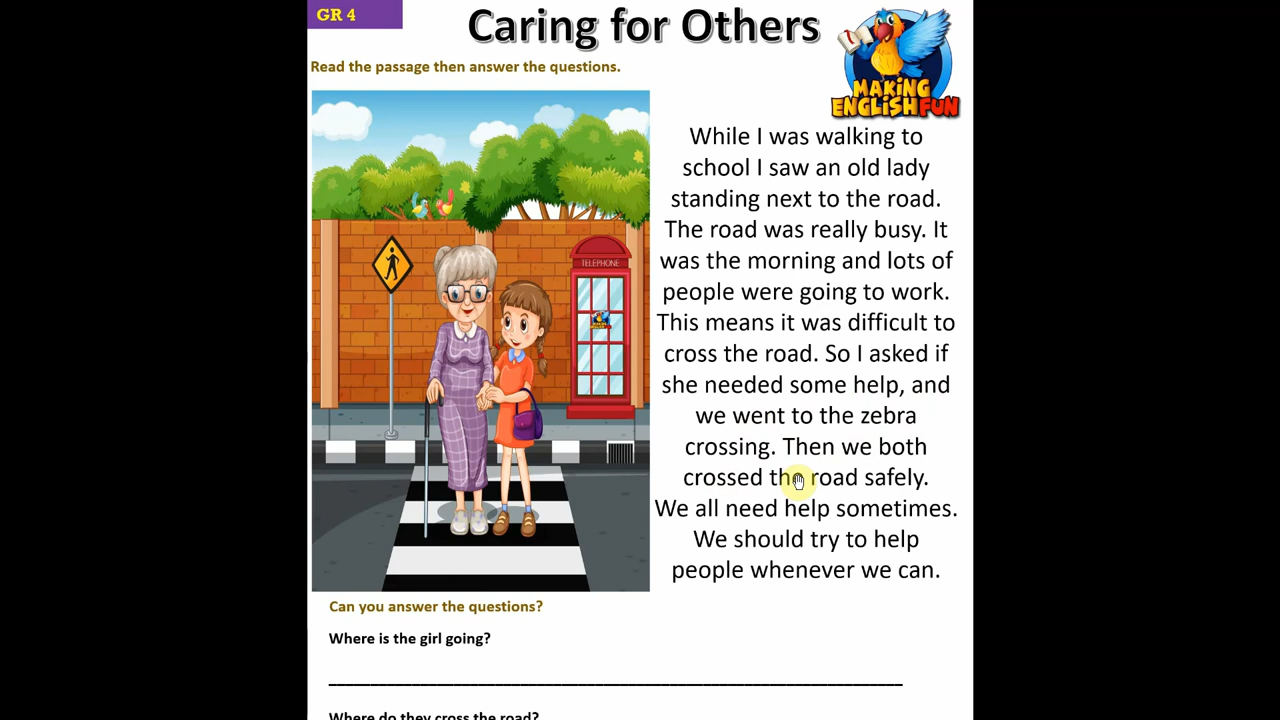 GR 4
Caring for Others
Read the passage then answer the questions.
MAKING
ENGLISH FUN
While I was walking to
school I saw an old lady
standing next to the road.
The road was really busy. It
was the morning and lots of
people were going to work.
This means it was difficult to
cross the road. So I asked if
she needed some help, and
we went to the zebra
crossing. Then we both
crossed the road safely.
We all need help sometimes.
We should try to help
people whenever we can.
TELEPHONE
Can you answer the questions?
Where is the girl going?
Where do they cross the road?